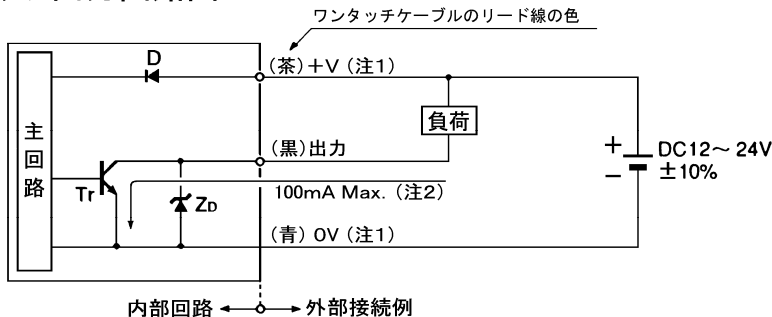 ワンタッチケーブルのリード線の色
D
(茶)+V (注1)
主回路
負荷
(黒)出力
Tr
ZD
100mA Max. (注2)
+
−
DC12〜24V
±10%
(青) 0V (注1)
内部回路
外部接続例